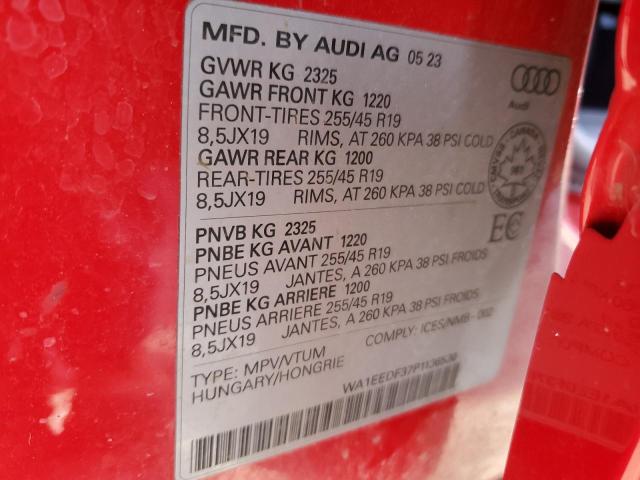 MFD. BY AUDI AG 05 23
GVWR KG 2325
GAWR FRONT KG 1220
FRONT-TIRES 255/45 R19
8,5JX19 RIMS, AT 260 KPA 38 PSI COLD
GAWR REAR KG 1200
REAR-TIRES 255/45 R19
8,5JX19 RIMS, AT 260 KPA 38 PSI COLD
Audi
CANADA
EC
PNVB KG 2325
PNBE KG AVANT 1220
PNEUS AVANT 255/45 R19
8,5JX19 JANTES, A 260 KPA 38 PSI FROIDS
PNBE KG ARRIERE 1200
PNEUS ARRIERE 255/45 R19
8,5JX19 JANTES, A 260 KPA 38 PSI FROIDS
TYPE: MPV/VTUM COMPLY: ICES/NMB-002
HUNGARY/HONGRIE
WA1EEDF37P1136530